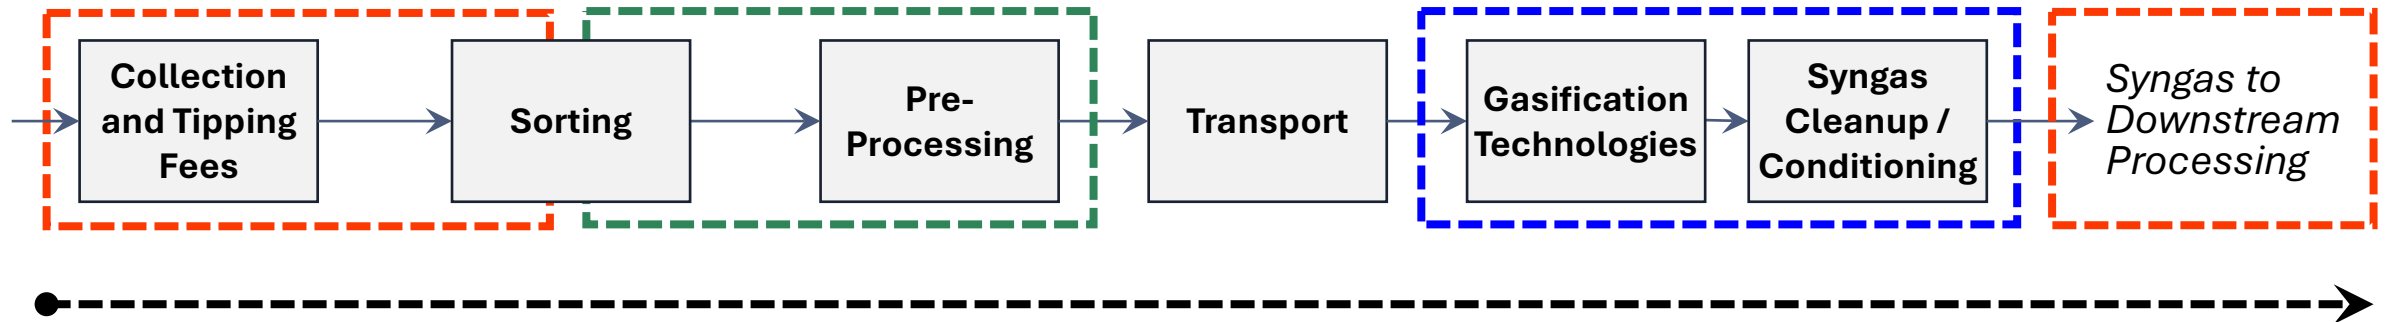 Collection
and Tipping
Fees
Sorting
Pre-
Processing
Transport
Gasification
Technologies
Syngas
Cleanup /
Conditioning
Syngas to
Downstream
Processing